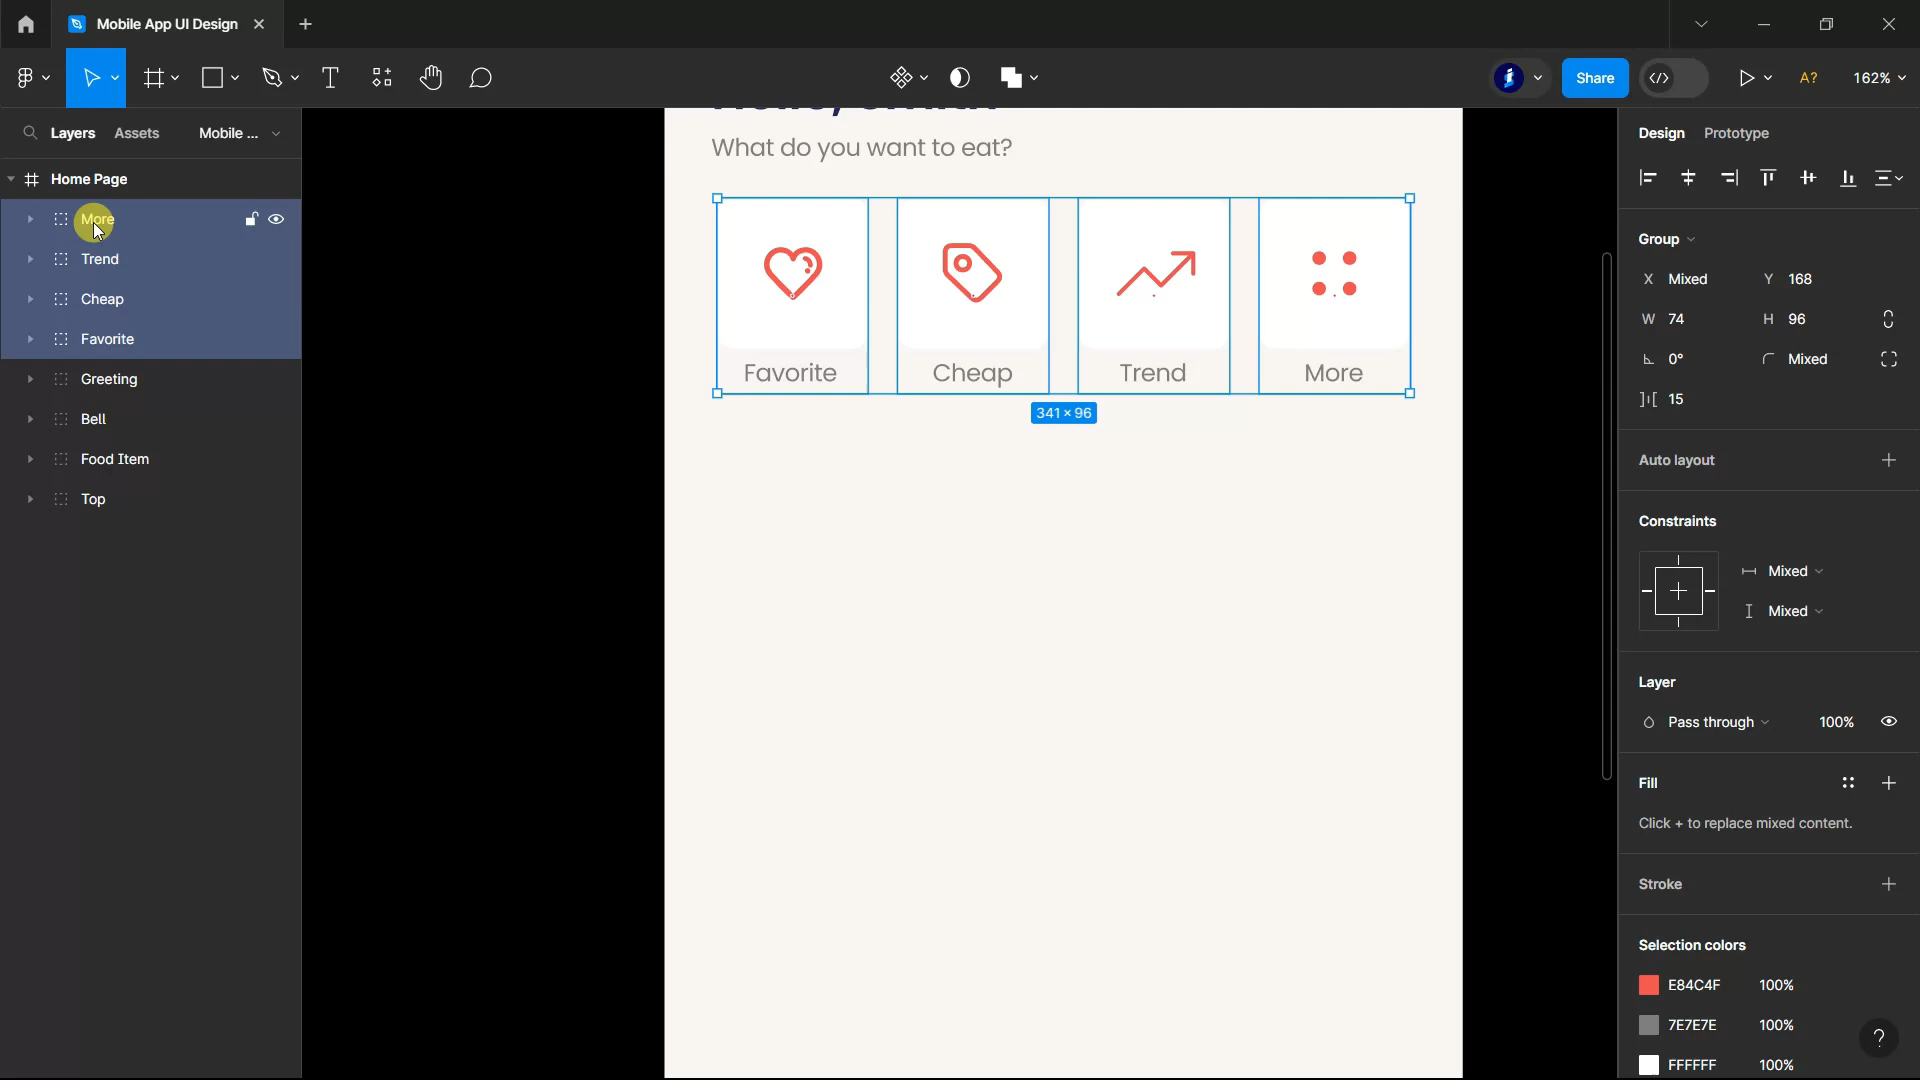 Mobile App UI Design
Share
A?
162%
Layers
Assets
Mobile ...
Home Page
More
Trend
Cheap
Favorite
Greeting
Bell
Food Item
Top
What do you want to eat?
Favorite
Cheap
Trend
More
341 × 96
Design
Prototype
Group
X Mixed
Y 168
W 74
H 96
0°
Mixed
15
Auto layout
Constraints
Mixed
Mixed
Layer
Pass through
100%
Fill
Click + to replace mixed content.
Stroke
Selection colors
E84C4F 100%
7E7E7E 100%
FFFFFF 100%
?